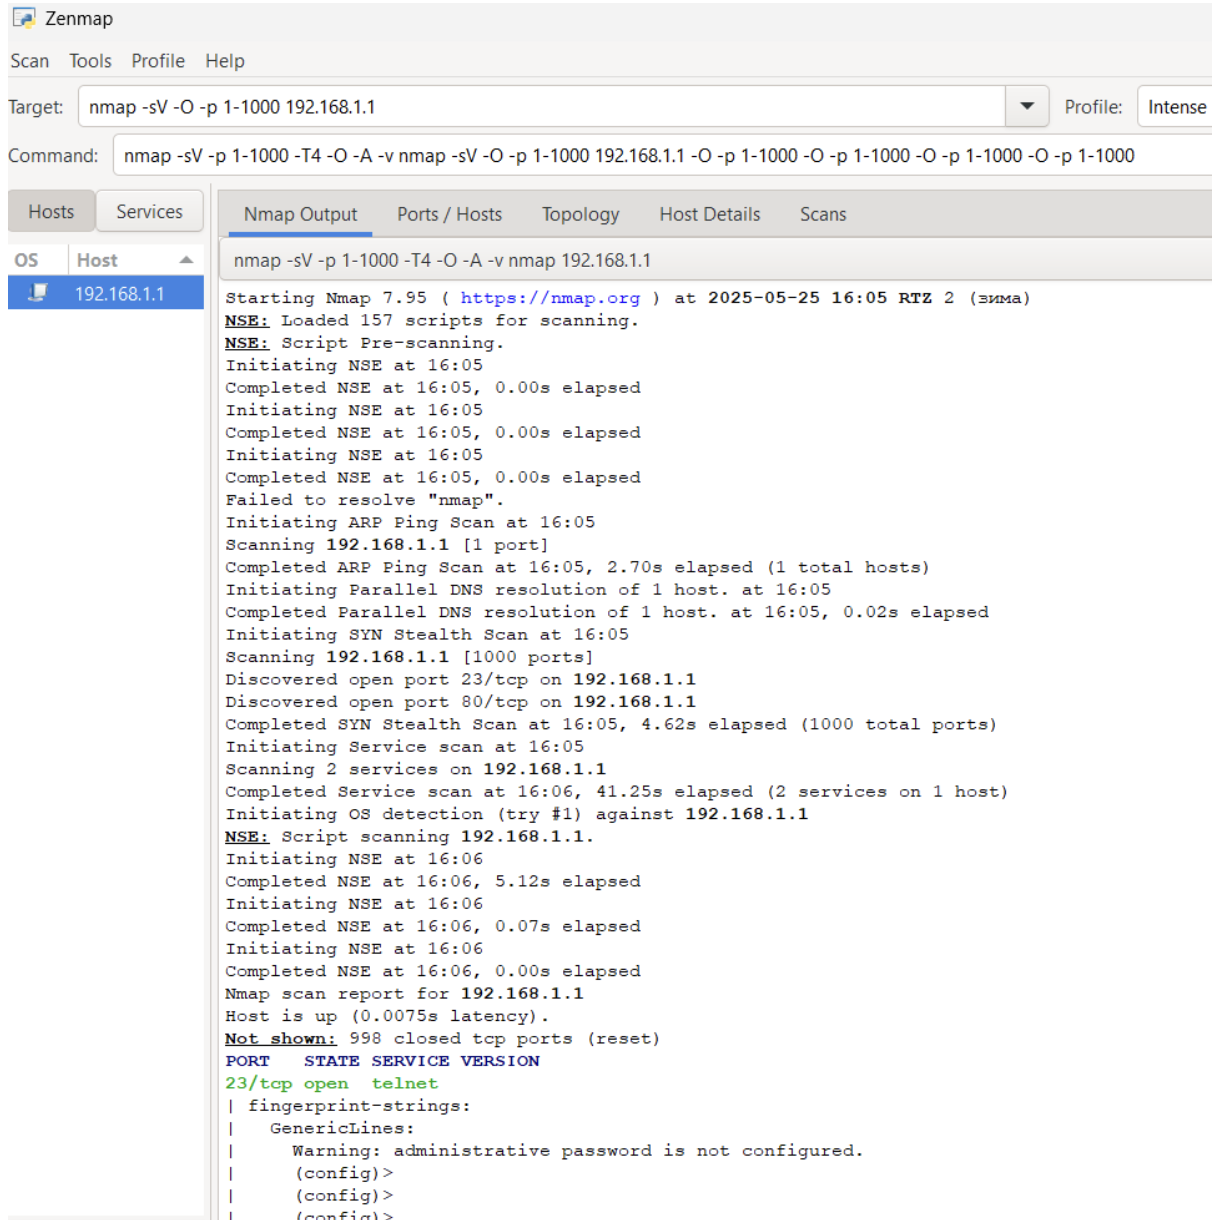 Zenmap
Scan Tools Profile Help
Target: nmap -sV -O -p 1-1000 192.168.1.1 Profile: Intense
Command: nmap -sV -p 1-1000 -T4 -O -A -v nmap -sV -O -p 1-1000 192.168.1.1 -O -p 1-1000 -O -p 1-1000 -O -p 1-1000 -O -p 1-1000
Hosts Services
Nmap Output Ports / Hosts Topology Host Details Scans
OS Host
nmap -sV -p 1-1000 -T4 -O -A -v nmap 192.168.1.1
192.168.1.1
Starting Nmap 7.95 ( https://nmap.org ) at 2025-05-25 16:05 RTZ 2 (зима)
NSE: Loaded 157 scripts for scanning.
NSE: Script Pre-scanning.
Initiating NSE at 16:05
Completed NSE at 16:05, 0.00s elapsed
Initiating NSE at 16:05
Completed NSE at 16:05, 0.00s elapsed
Initiating NSE at 16:05
Completed NSE at 16:05, 0.00s elapsed
Failed to resolve "nmap".
Initiating ARP Ping Scan at 16:05
Scanning 192.168.1.1 [1 port]
Completed ARP Ping Scan at 16:05, 2.70s elapsed (1 total hosts)
Initiating Parallel DNS resolution of 1 host. at 16:05
Completed Parallel DNS resolution of 1 host. at 16:05, 0.02s elapsed
Initiating SYN Stealth Scan at 16:05
Scanning 192.168.1.1 [1000 ports]
Discovered open port 23/tcp on 192.168.1.1
Discovered open port 80/tcp on 192.168.1.1
Completed SYN Stealth Scan at 16:05, 4.62s elapsed (1000 total ports)
Initiating Service scan at 16:05
Scanning 2 services on 192.168.1.1
Completed Service scan at 16:06, 41.25s elapsed (2 services on 1 host)
Initiating OS detection (try #1) against 192.168.1.1
NSE: Script scanning 192.168.1.1.
Initiating NSE at 16:06
Completed NSE at 16:06, 5.12s elapsed
Initiating NSE at 16:06
Completed NSE at 16:06, 0.07s elapsed
Initiating NSE at 16:06
Completed NSE at 16:06, 0.00s elapsed
Nmap scan report for 192.168.1.1
Host is up (0.0075s latency).
Not shown: 998 closed tcp ports (reset)
PORT STATE SERVICE VERSION
23/tcp open telnet
| fingerprint-strings:
| GenericLines:
| Warning: administrative password is not configured.
| (config)>
| (config)>
| (config)>